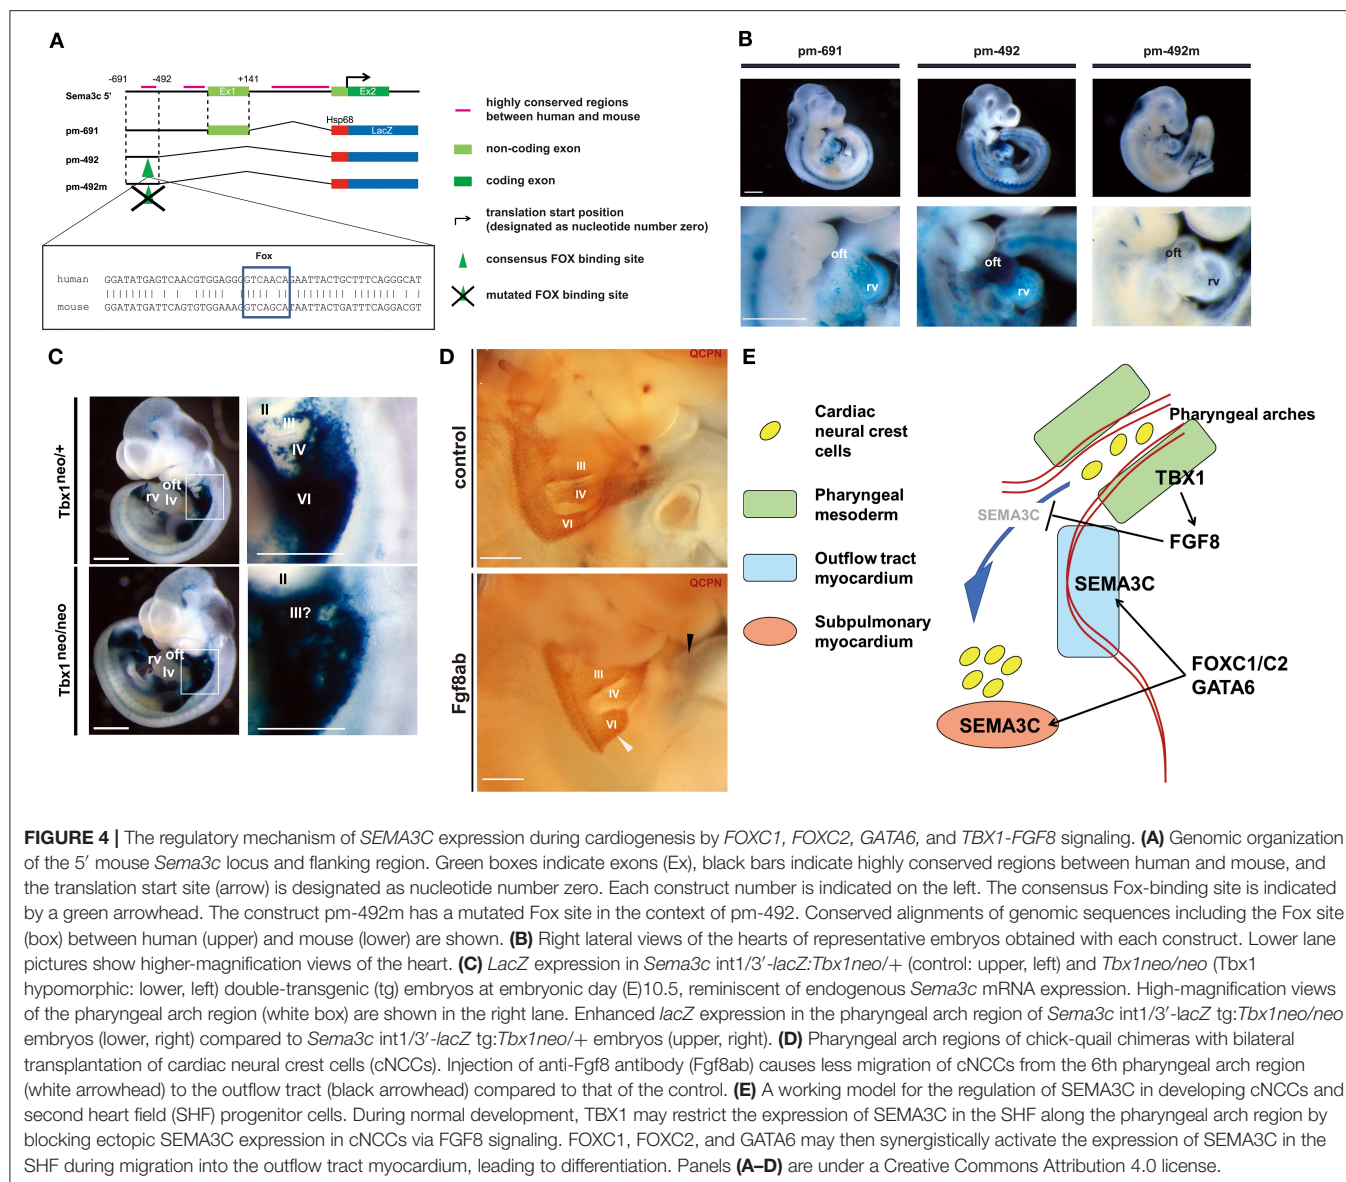 A
-691
-492
+141
Sema3c 5'
Ex1
Ex2
pm-691
Hsp68
LacZ
pm-492
pm-492m
highly conserved regions
between human and mouse
non-coding exon
coding exon
translation start position
(designated as nucleotide number zero)
consensus FOX binding site
mutated FOX binding site
Fox
human GGATATGAGTCAACGTGGAGGGGTCAACAGAATTACTGCTTTCAGGGCAT
mouse GGATATGATTCAGTGTGGAAAGGTCAGCATAATTACTGATTTCAGGACGT
B
pm-691 pm-492 pm-492m
oft
rv
oft
rv
oft
rv
C
Tbx1neo/+
rv
oft
lv
II
III
IV
VI
Tbx1neo/neo
rv
oft
lv
II
III?
D
control
QCPN
III
IV
VI
Fgf8ab
QCPN
III
IV
VI
E
Cardiac
neural crest
cells
Pharyngeal
mesoderm
Outflow tract
myocardium
Subpulmonary
myocardium
Pharyngeal arches
TBX1
SEMA3C
FGF8
SEMA3C
FOXC1/C2
GATA6
SEMA3C
FIGURE 4 | The regulatory mechanism of SEMA3C expression during cardiogenesis by FOXC1, FOXC2, GATA6, and TBX1-FGF8 signaling. (A) Genomic organization
of the 5′ mouse Sema3c locus and flanking region. Green boxes indicate exons (Ex), black bars indicate highly conserved regions between human and mouse, and
the translation start site (arrow) is designated as nucleotide number zero. Each construct number is indicated on the left. The consensus Fox-binding site is indicated
by a green arrowhead. The construct pm-492m has a mutated Fox site in the context of pm-492. Conserved alignments of genomic sequences including the Fox site
(box) between human (upper) and mouse (lower) are shown. (B) Right lateral views of the hearts of representative embryos obtained with each construct. Lower lane
pictures show higher-magnification views of the heart. (C) LacZ expression in Sema3c int1/3′-lacZ:Tbx1neo/+ (control: upper, left) and Tbx1neo/neo (Tbx1
hypomorphic: lower, left) double-transgenic (tg) embryos at embryonic day (E)10.5, reminiscent of endogenous Sema3c mRNA expression. High-magnification views
of the pharyngeal arch region (white box) are shown in the right lane. Enhanced lacZ expression in the pharyngeal arch region of Sema3c int1/3′-lacZ tg:Tbx1neo/neo
embryos (lower, right) compared to Sema3c int1/3′-lacZ tg:Tbx1neo/+ embryos (upper, right). (D) Pharyngeal arch regions of chick-quail chimeras with bilateral
transplantation of cardiac neural crest cells (cNCCs). Injection of anti-Fgf8 antibody (Fgf8ab) causes less migration of cNCCs from the 6th pharyngeal arch region
(white arrowhead) to the outflow tract (black arrowhead) compared to that of the control. (E) A working model for the regulation of SEMA3C in developing cNCCs and
second heart field (SHF) progenitor cells. During normal development, TBX1 may restrict the expression of SEMA3C in the SHF along the pharyngeal arch region by
blocking ectopic SEMA3C expression in cNCCs via FGF8 signaling. FOXC1, FOXC2, and GATA6 may then synergistically activate the expression of SEMA3C in the
SHF during migration into the outflow tract myocardium, leading to differentiation. Panels (A–D) are under a Creative Commons Attribution 4.0 license.